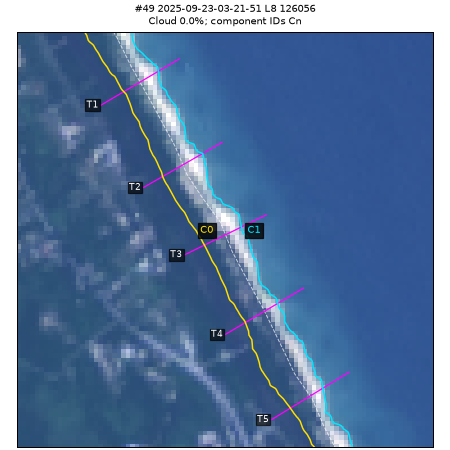 #49 2025-09-23-03-21-51 L8 126056
Cloud 0.0%; component IDs Cn
T1
T2
C0 C1
T3
T4
T5